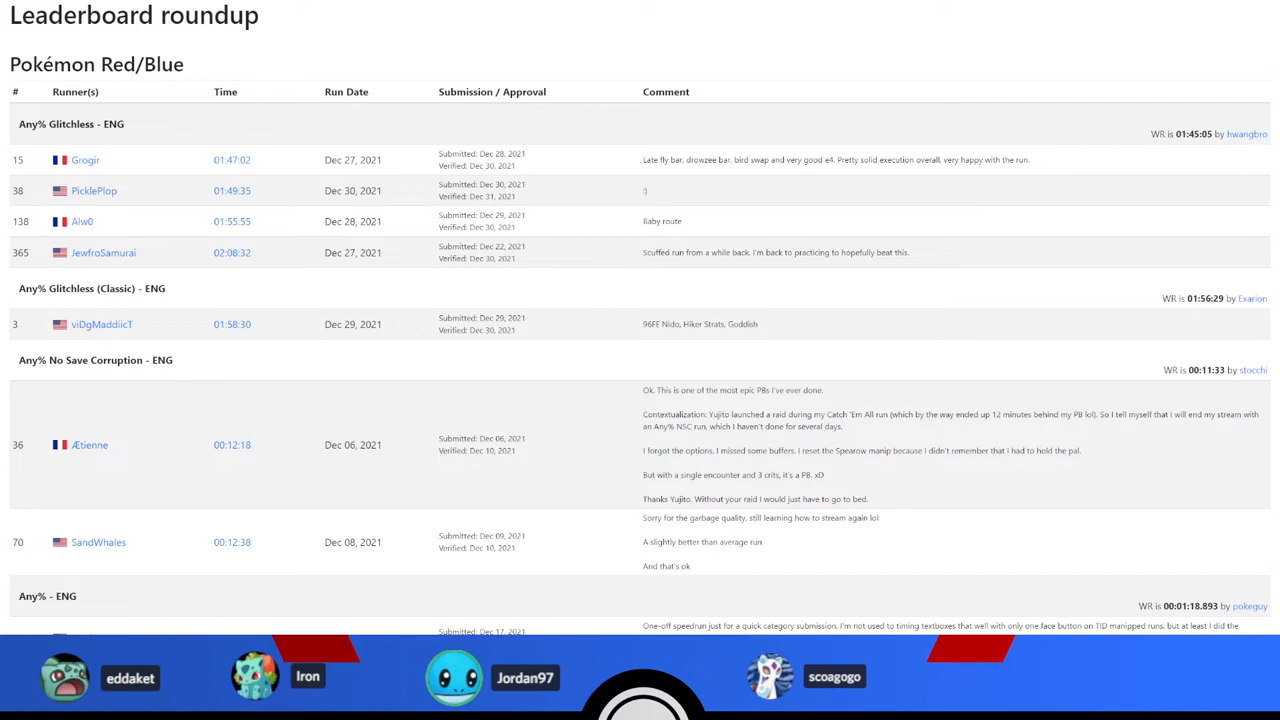 Leaderboard roundup
Pokémon Red/Blue
# Runner(s) Time Run Date Submission / Approval Comment
Any% Glitchless - ENG
WR is 01:45:05 by hwangbro
15 Grogir 01:47:02 Dec 27, 2021 Submitted: Dec 28, 2021 Late fly bar, drowzee bar, bird swap and very good e4. Pretty solid execution overall, very happy with the run.
Verified: Dec 30, 2021
38 PicklePlop 01:49:35 Dec 30, 2021 Submitted: Dec 30, 2021 :)
Verified: Dec 31, 2021
138 Alw0 01:55:55 Dec 28, 2021 Submitted: Dec 29, 2021 Baby route
Verified: Dec 30, 2021
365 JewfroSamurai 02:08:32 Dec 27, 2021 Submitted: Dec 22, 2021 Scuffed run from a while back. I'm back to practicing to hopefully beat this.
Verified: Dec 30, 2021
Any% Glitchless (Classic) - ENG
WR is 01:56:29 by Exarion
3 viDgMaddiicT 01:58:30 Dec 29, 2021 Submitted: Dec 29, 2021 96FE Nido, Hiker Strats, Goddish
Verified: Dec 30, 2021
Any% No Save Corruption - ENG
WR is 00:11:33 by stocchi
Ok. This is one of the most epic PBs I've ever done.
Contextualization: Yujito launched a raid during my Catch 'Em All run (which by the way ended up 12 minutes behind my PB lol). So I tell myself that I will end my stream with
an Any% NSC run, which I haven't done for several days.
36 Ætienne 00:12:18 Dec 06, 2021 Submitted: Dec 06, 2021
Verified: Dec 10, 2021 I forgot the options. I missed some buffers. I reset the Spearow manip because I didn't remember that I had to hold the pal.
But with a single encounter and 3 crits, it's a PB. xD
Thanks Yujito. Without your raid I would just have to go to bed.
Sorry for the garbage quality, still learning how to stream again lol
70 SandWhales 00:12:38 Dec 08, 2021 Submitted: Dec 09, 2021 A slightly better than average run
Verified: Dec 10, 2021
And that's ok
Any% - ENG
WR is 00:01:18.893 by pokeguy
Submitted: Dec 17, One-off speedrun just for a quick category submission. I'm not used to timing textboxes that well with only one face button on TID manipped runs, but at least I did the
eddaket Iron Jordan97 scoagogo